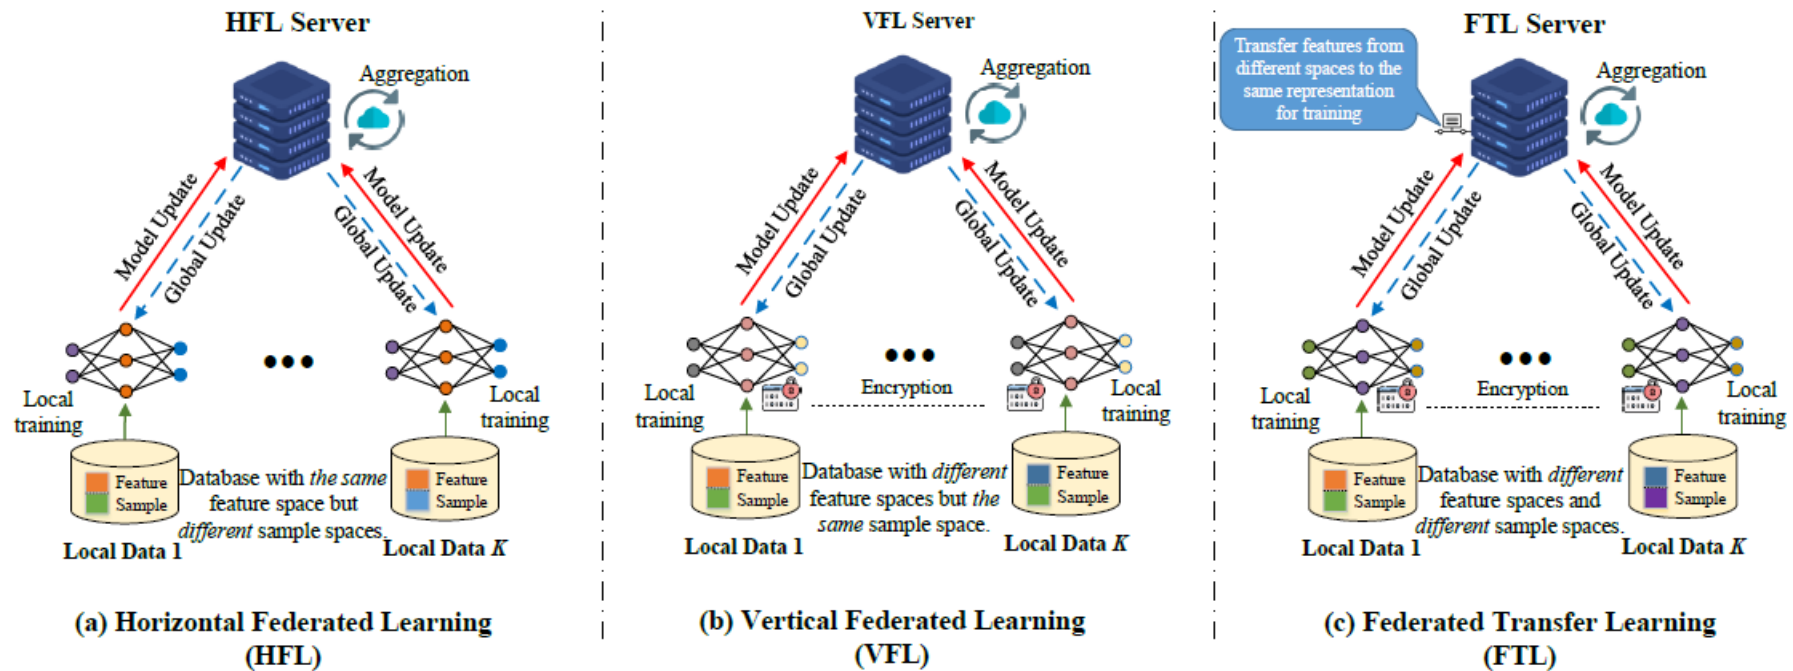 HFL Server
Aggregation
Model Update
Global Update
Model Update
Global Update
Local
training
Local
training
Feature
Sample
Database with the same
feature space but
different sample spaces.
Feature
Sample
Local Data 1
Local Data K
(a) Horizontal Federated Learning
(HFL)
VFL Server
Aggregation
Model Update
Global Update
Model Update
Global Update
Local
training
Encryption
Local
training
Feature
Sample
Database with different
feature spaces but the
same sample space.
Feature
Sample
Local Data 1
Local Data K
(b) Vertical Federated Learning
(VFL)
FTL Server
Transfer features from
different spaces to the
same representation
for training
Aggregation
Model Update
Global Update
Model Update
Global Update
Local
training
Encryption
Local
training
Feature
Sample
Database with different
feature spaces and
different sample spaces.
Feature
Sample
Local Data 1
Local Data K
(c) Federated Transfer Learning
(FTL)